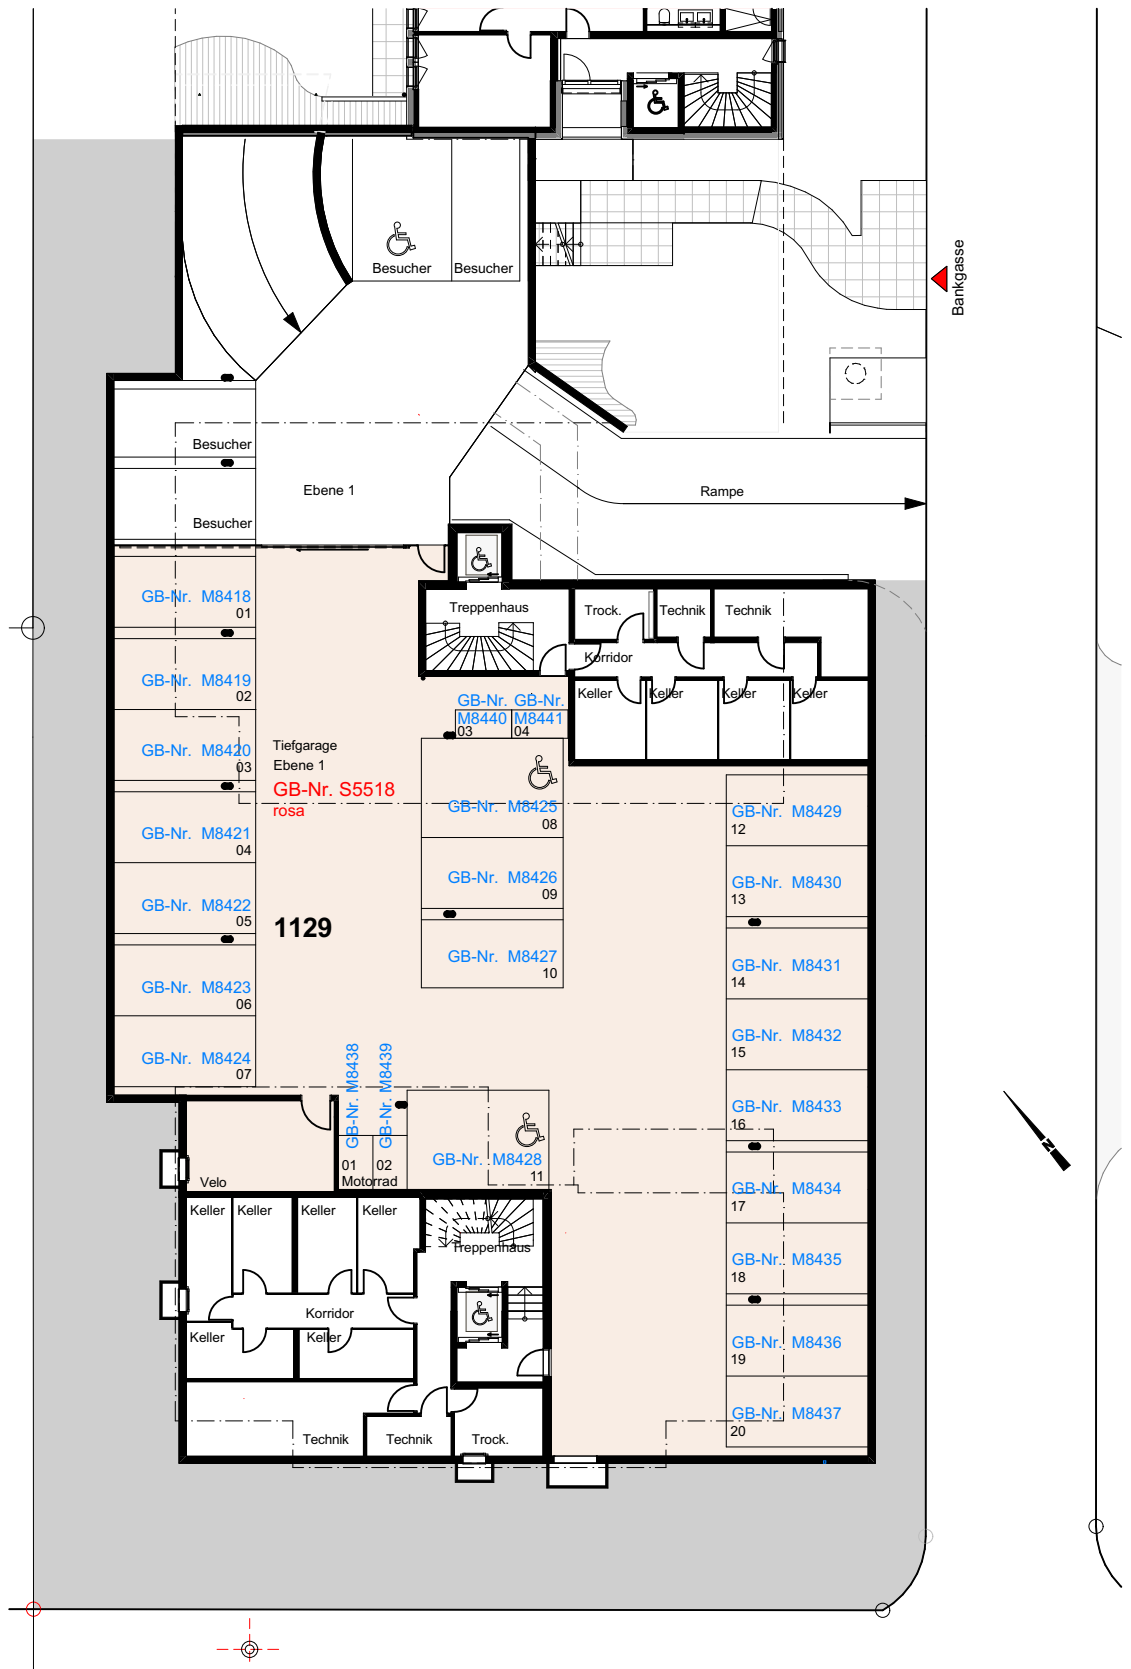 Besucher
Besucher
Bankgasse
Besucher
Besucher
Ebene 1
Rampe
GB-Nr. M8418
01
Treppenhaus
Trock.
Technik
Technik
Korridor
GB-Nr. M8419
02
Keller
Keller
Keller
Keller
GB-Nr. M8440
03
GB-Nr. M8441
04
GB-Nr. M8420
03
Tiefgarage
Ebene 1
GB-Nr. S5518
rosa
GB-Nr. M8425
08
GB-Nr. M8429
12
GB-Nr. M8421
04
GB-Nr. M8426
09
GB-Nr. M8430
13
GB-Nr. M8422
05
1129
GB-Nr. M8427
10
GB-Nr. M8431
14
GB-Nr. M8423
06
GB-Nr. M8432
15
GB-Nr. M8424
07
GB-Nr. M8438
GB-Nr. M8439
GB-Nr. M8433
16
01
02
Motorrad
GB-Nr. M8428
11
Velo
GB-Nr. M8434
17
N
Keller
Keller
Keller
Keller
Treppenhaus
GB-Nr. M8435
18
Korridor
Keller
Keller
GB-Nr. M8436
19
GB-Nr. M8437
20
Technik
Technik
Trock.